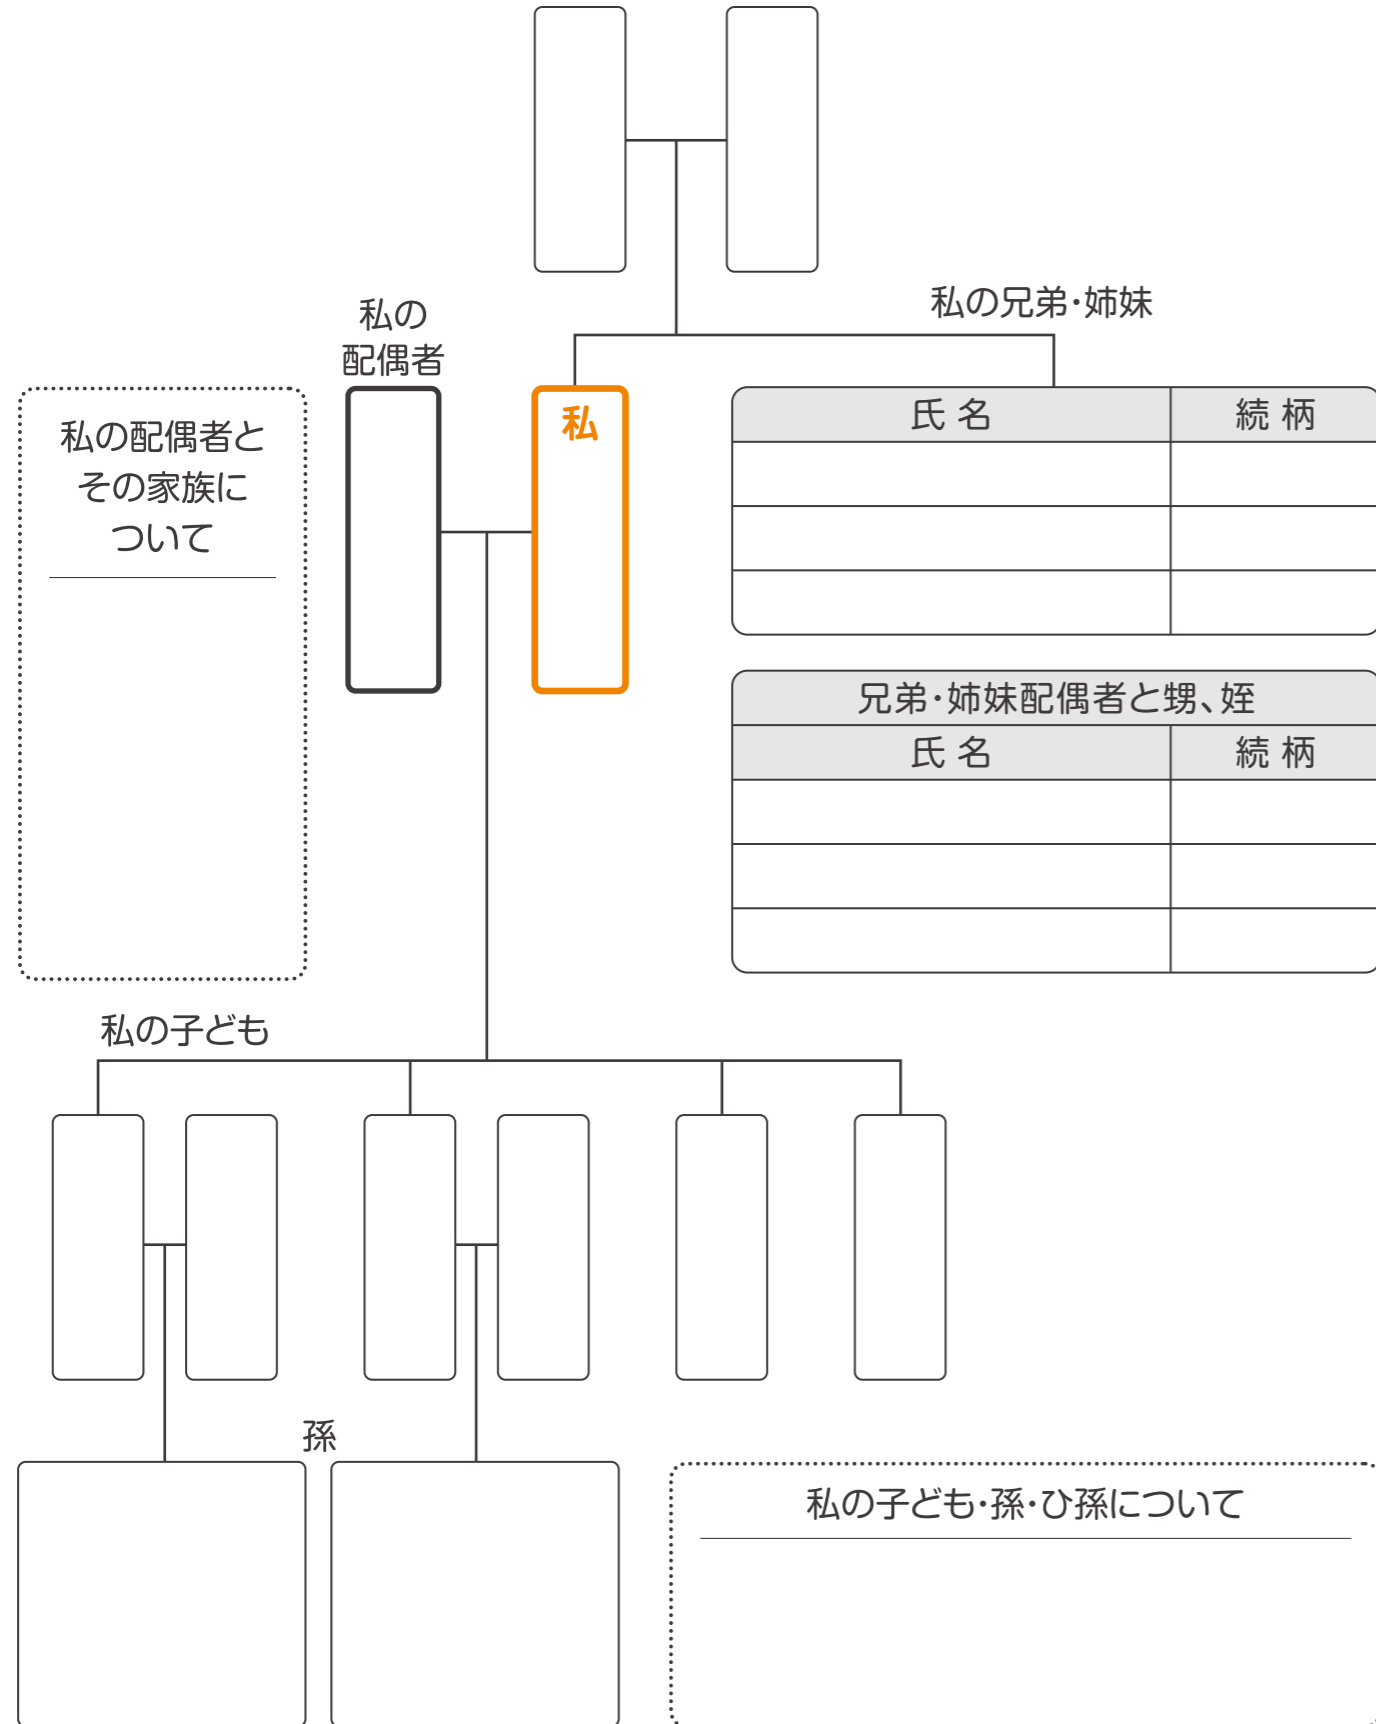 私の兄弟・姉妹
私の
配偶者
私
私の配偶者と
その家族に
ついて
氏名 続柄
兄弟・姉妹配偶者と甥、姪
氏名 続柄
私の子ども
孫
私の子ども・孫・ひ孫について